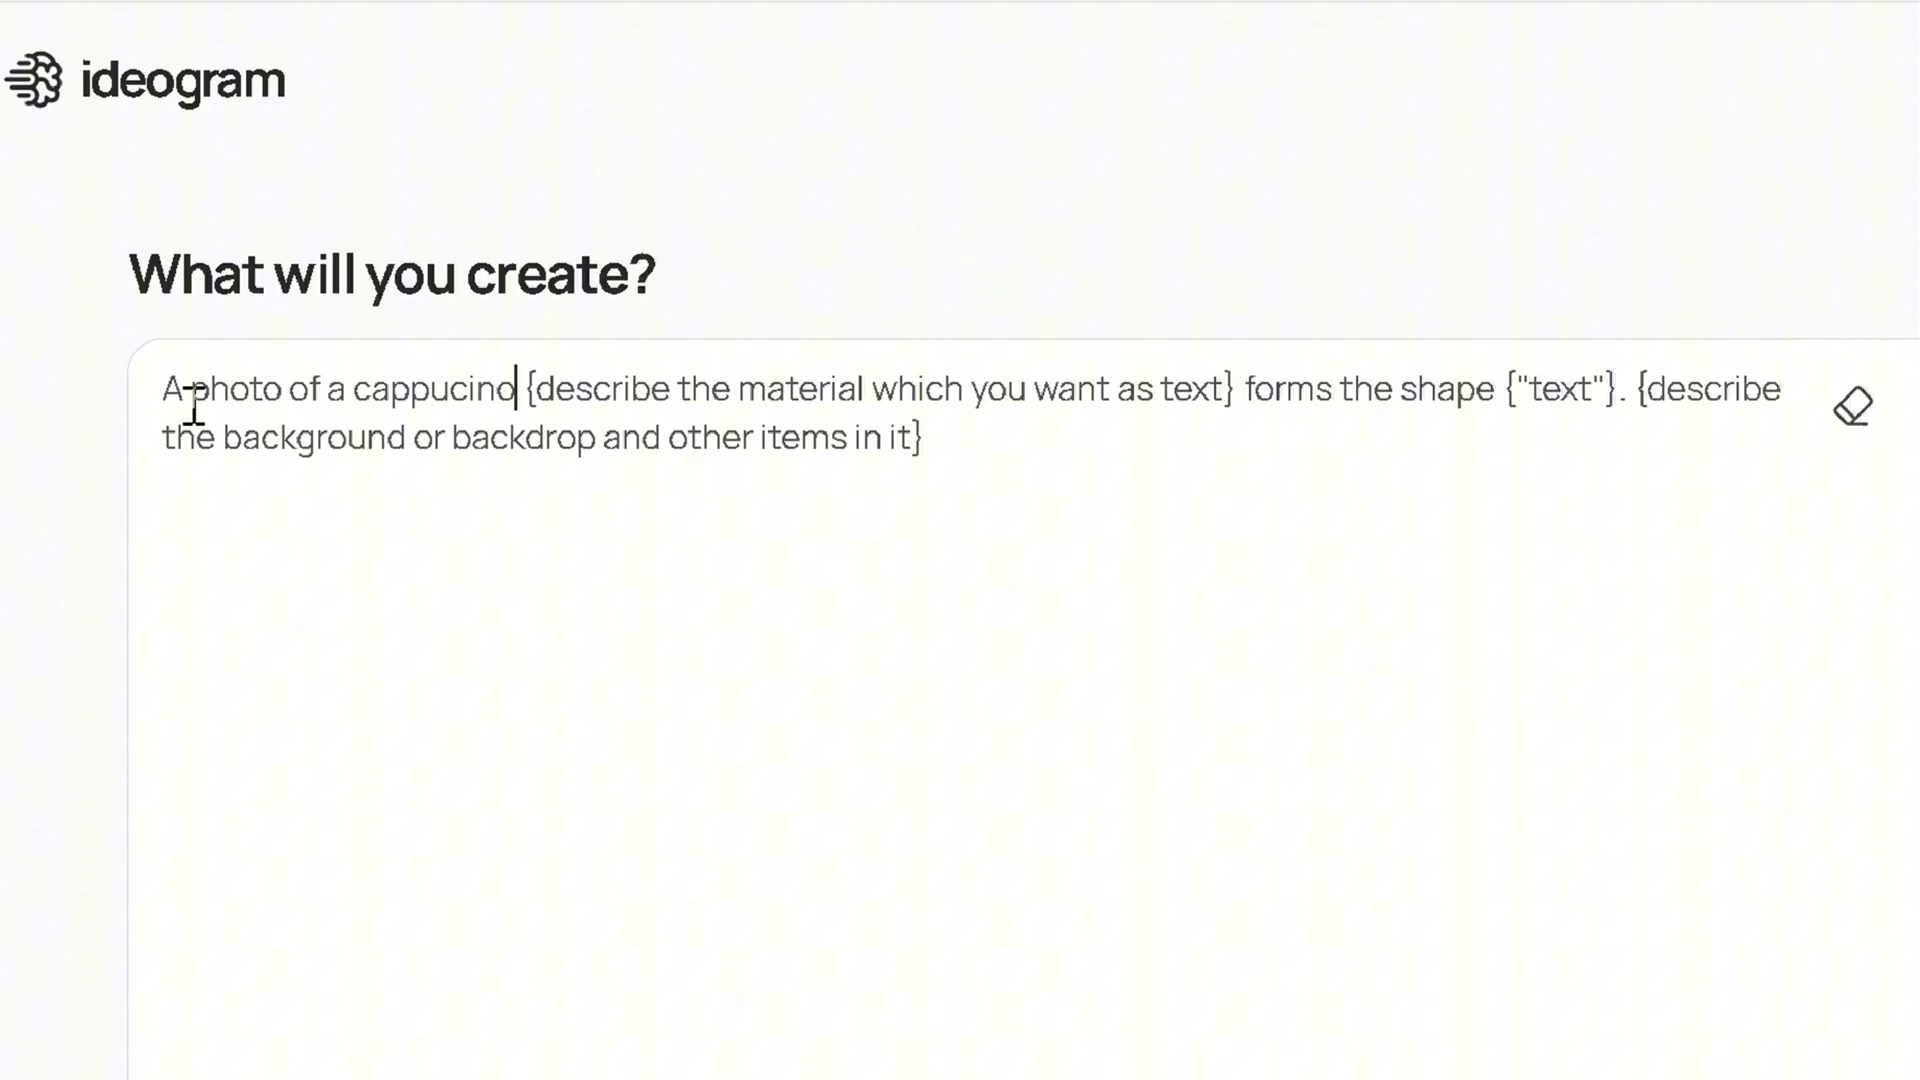 ideogram
What will you create?
A photo of a cappucino {describe the material which you want as text} forms the shape {"text"}. {describe
the background or backdrop and other items in it}